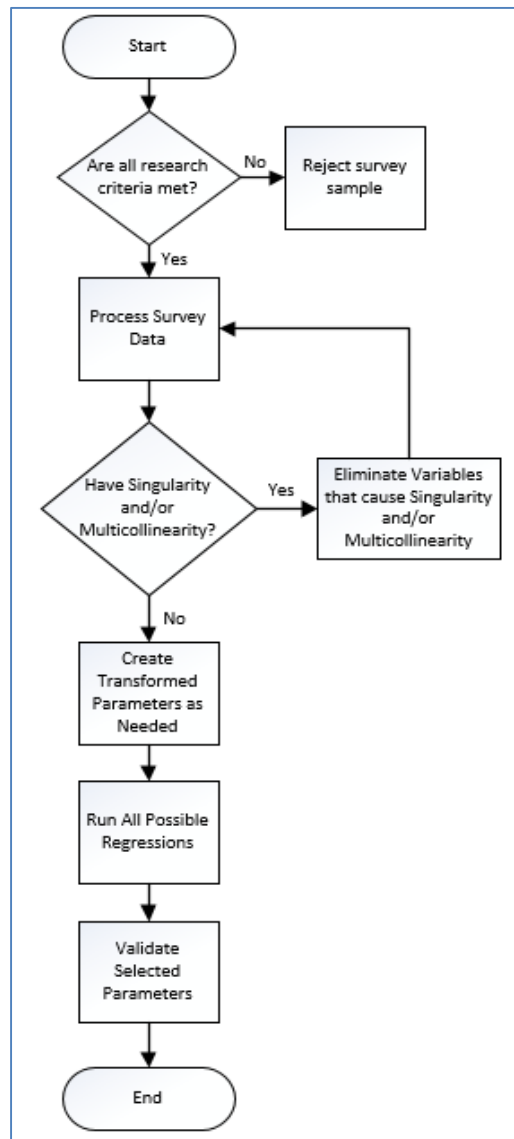 Start
Are all research
criteria met?
No
Reject survey
sample
Yes
Process Survey
Data
Have Singularity
and/or
Multicollinearity?
Yes
Eliminate Variables
that cause Singularity
and/or
Multicollinearity
No
Create
Transformed
Parameters as
Needed
Run All Possible
Regressions
Validate
Selected
Parameters
End